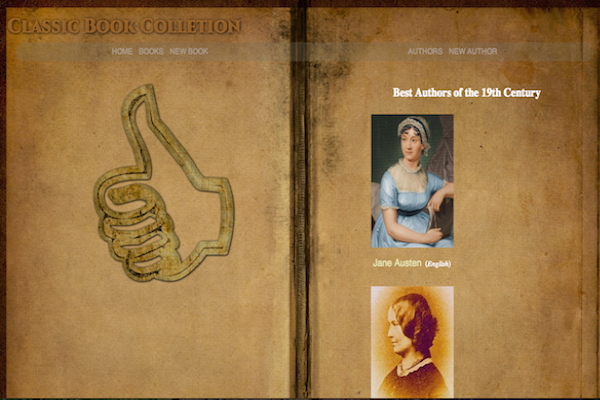 Classic Book Colletion
HOME BOOKS NEW BOOK
AUTHORS NEW AUTHOR
Best Authors of the 19th Century
Jane Austen (English)